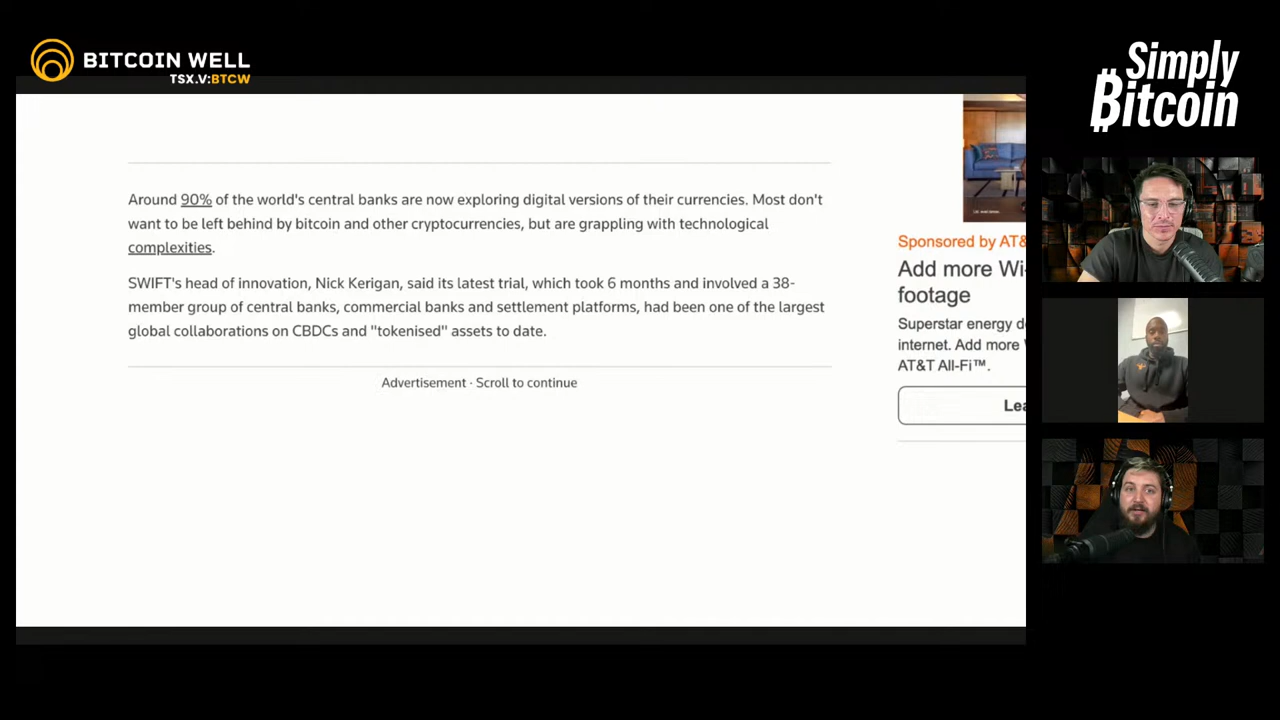 BITCOIN WELL
TSX.V:BTCW
Simply
Bitcoin
Around 90% of the world's central banks are now exploring digital versions of their currencies. Most don't
want to be left behind by bitcoin and other cryptocurrencies, but are grappling with technological
complexities.
SWIFT's head of innovation, Nick Kerigan, said its latest trial, which took 6 months and involved a 38-
member group of central banks, commercial banks and settlement platforms, had been one of the largest
global collaborations on CBDCs and "tokenised" assets to date.
Advertisement · Scroll to continue
Sponsored by AT&
Add more Wi-
footage
Superstar energy de
internet. Add more
AT&T All-Fi™.
Lea